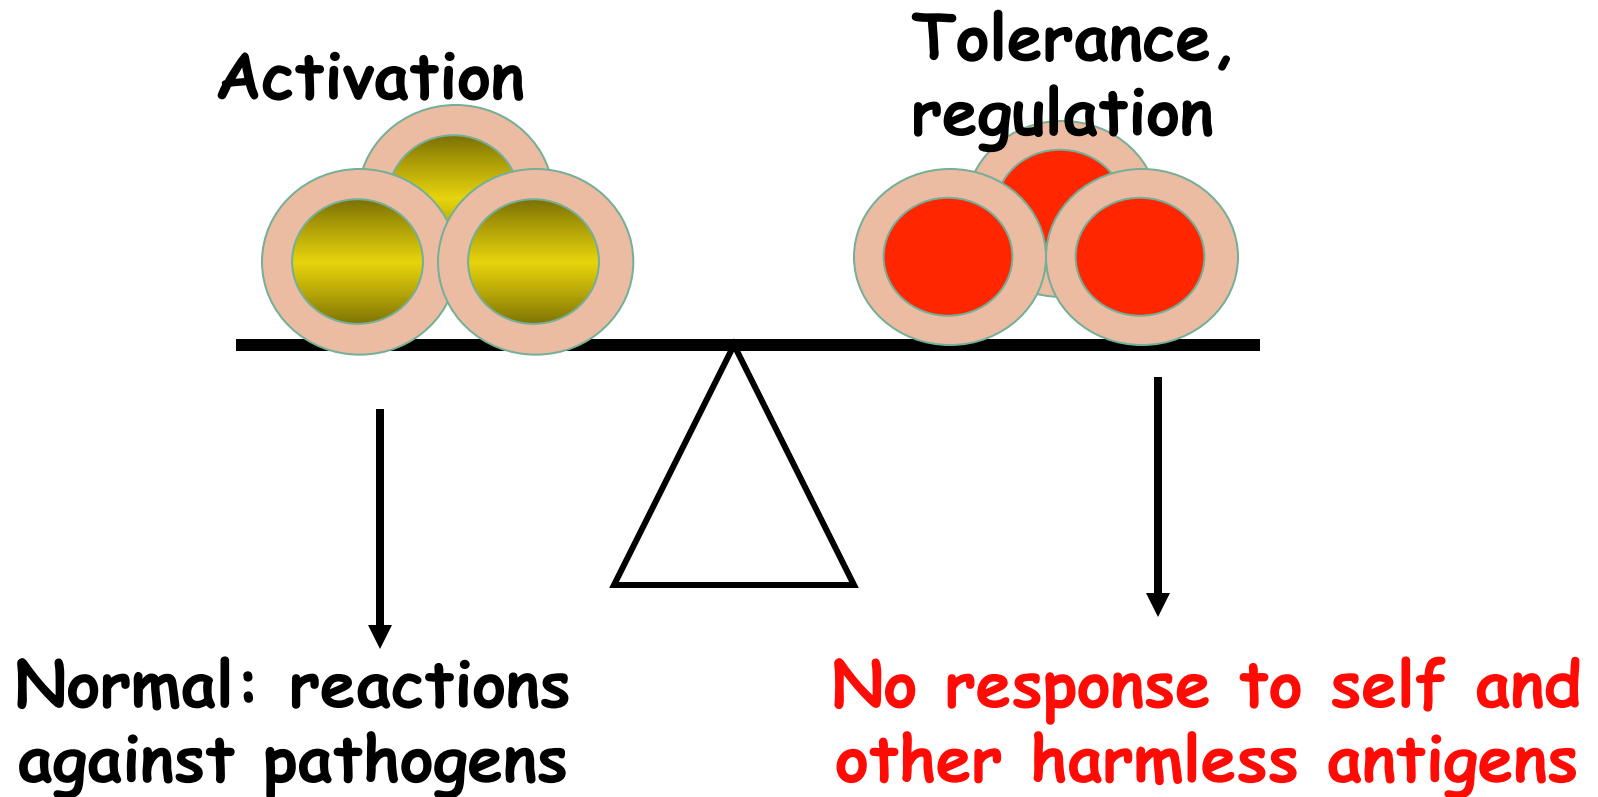 Activation
Tolerance,
regulation
Normal: reactions
against pathogens
No response to self and
other harmless antigens